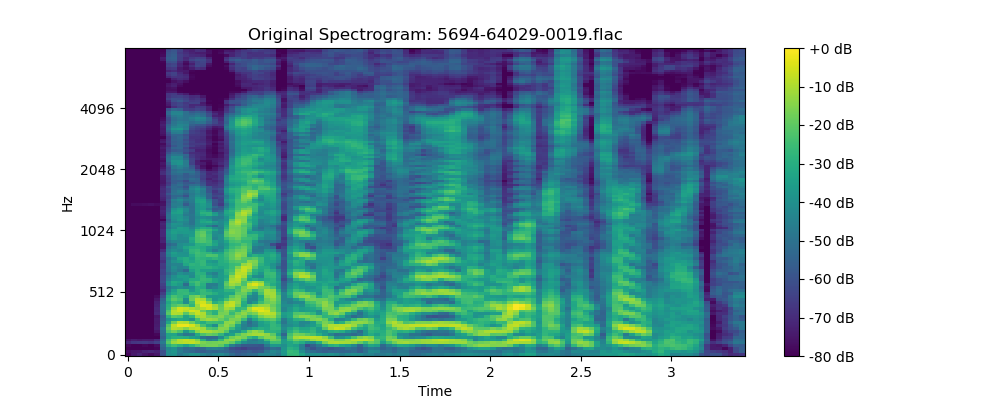 Original Spectrogram: 5694-64029-0019.flac
Hz
4096
2048
1024
512
0
0 0.5 1 1.5 2 2.5 3
Time
+0 dB
-10 dB
-20 dB
-30 dB
-40 dB
-50 dB
-60 dB
-70 dB
-80 dB